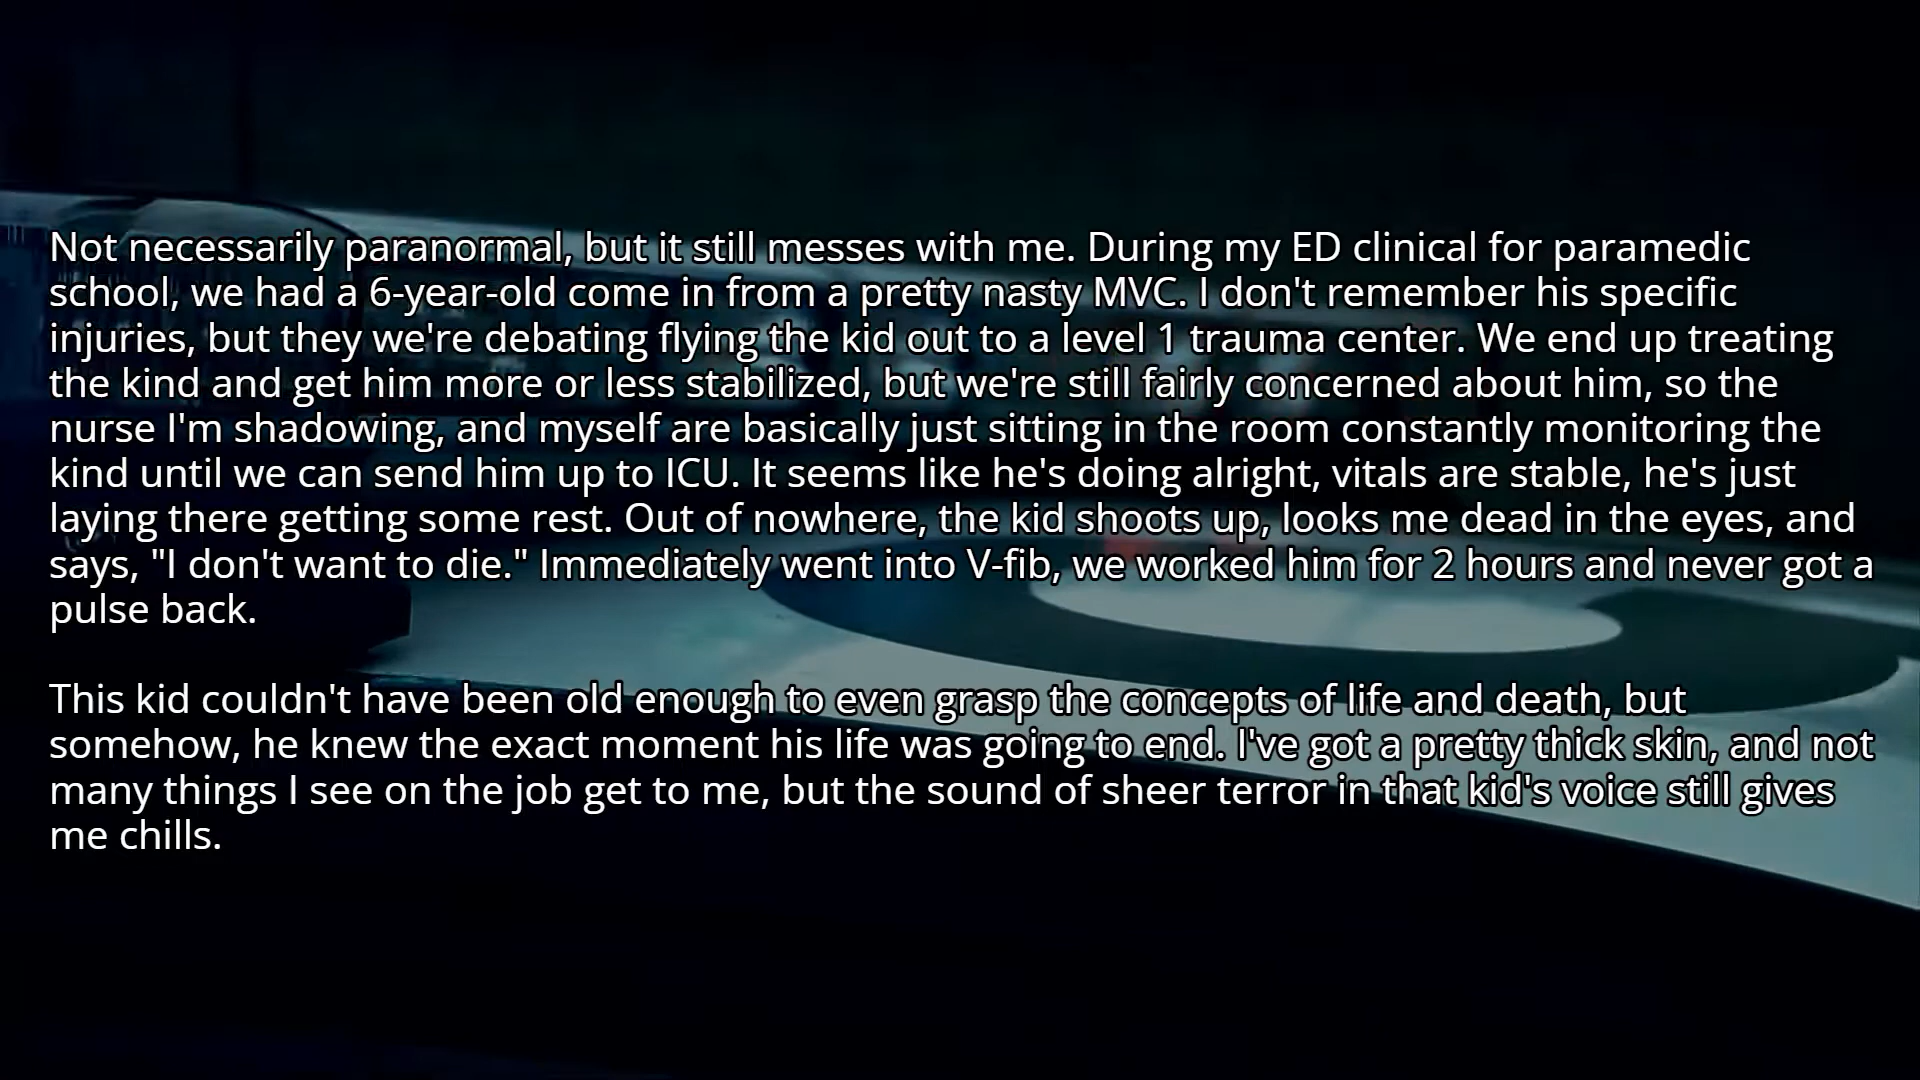 Not necessarily paranormal, but it still messes with me. During my ED clinical for paramedic
school, we had a 6-year-old come in from a pretty nasty MVC. I don't remember his specific
injuries, but they we're debating flying the kid out to a level 1 trauma center. We end up treating
the kind and get him more or less stabilized, but we're still fairly concerned about him, so the
nurse I'm shadowing, and myself are basically just sitting in the room constantly monitoring the
kind until we can send him up to ICU. It seems like he's doing alright, vitals are stable, he's just
laying there getting some rest. Out of nowhere, the kid shoots up, looks me dead in the eyes, and
says, "I don't want to die." Immediately went into V-fib, we worked him for 2 hours and never got a
pulse back.
This kid couldn't have been old enough to even grasp the concepts of life and death, but
somehow, he knew the exact moment his life was going to end. I've got a pretty thick skin, and not
many things I see on the job get to me, but the sound of sheer terror in that kid's voice still gives
me chills.